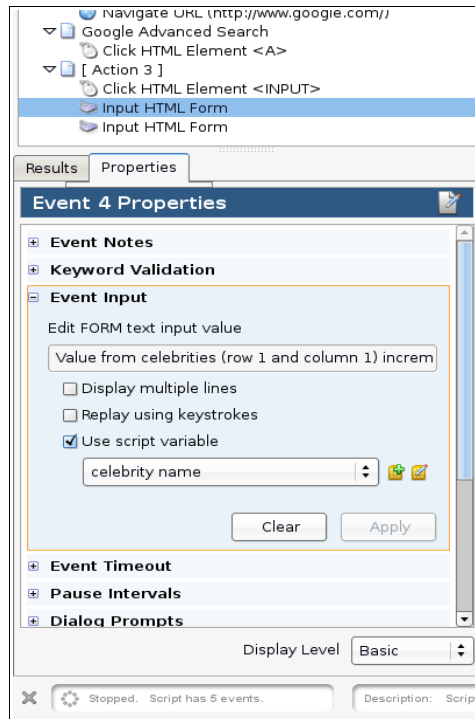 Navigate URL (http://www.google.com/)
Google Advanced Search
Click HTML Element <A>
[ Action 3 ]
Click HTML Element <INPUT>
Input HTML Form
Input HTML Form
Results Properties
Event 4 Properties
Event Notes
Keyword Validation
Event Input
Edit FORM text input value
Value from celebrities (row 1 and column 1) increm
Display multiple lines
Replay using keystrokes
Use script variable
celebrity name
Clear Apply
Event Timeout
Pause Intervals
Dialog Prompts
Display Level Basic
Stopped. Script has 5 events. Description: Scrip